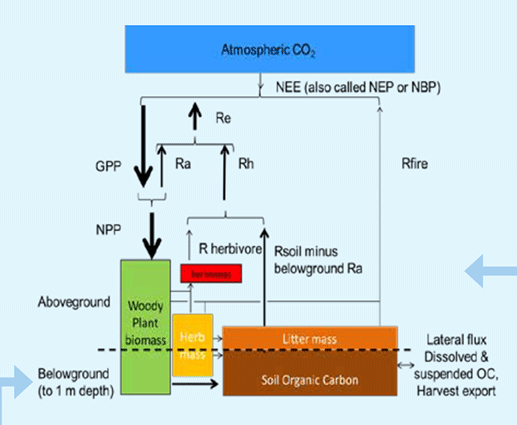 Atmospheric CO₂
NEE (also called NEP or NBP)
Re
GPP
Ra
Rh
Rfire
NPP
R herbivore
Rsoil minus
belowground Ra
Aboveground
Woody
Plant
biomass
Herb
mass
Litter mass
Soil Organic Carbon
Belowground
(to 1 m depth)
Lateral flux
Dissolved &
suspended OC,
Harvest export